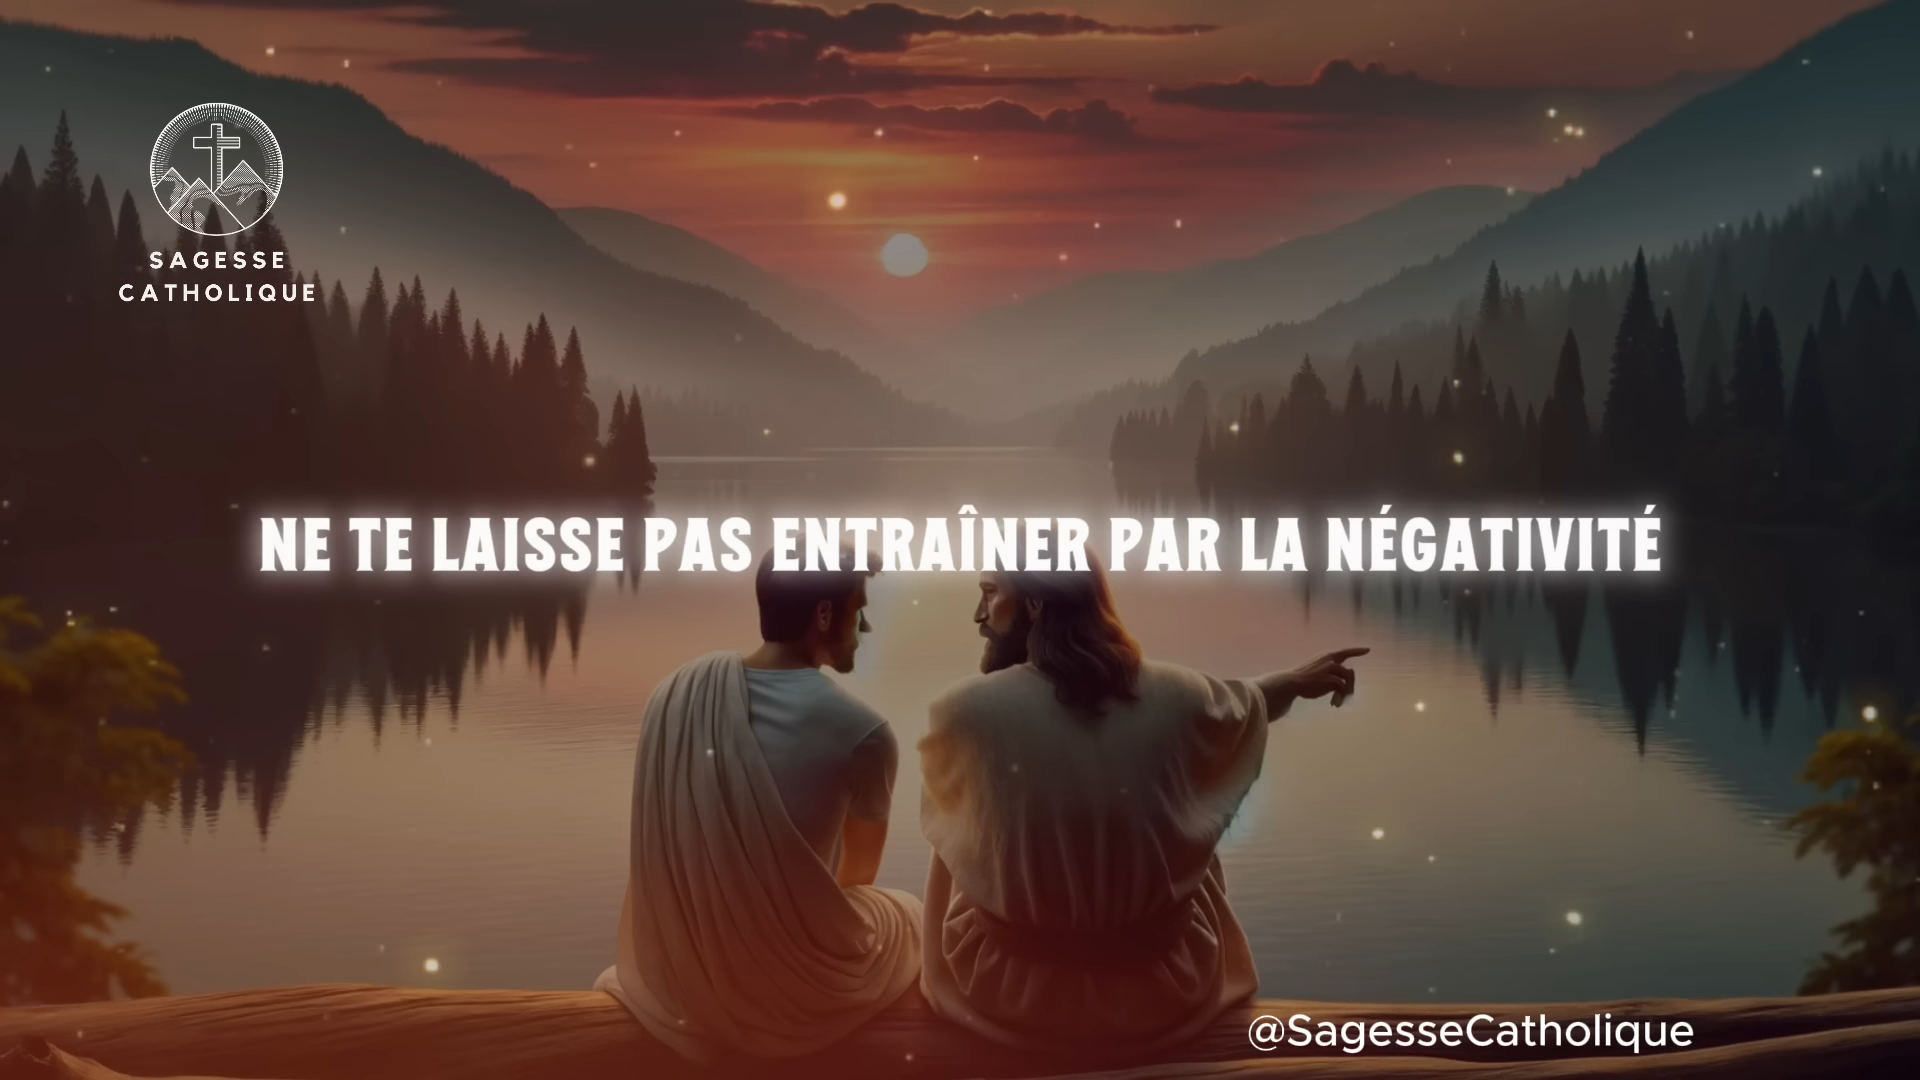 SAGESSE
CATHOLIQUE
NE TE LAISSE PAS ENTRAÎNER PAR LA NÉGATIVITÉ
@SagesseCatholique